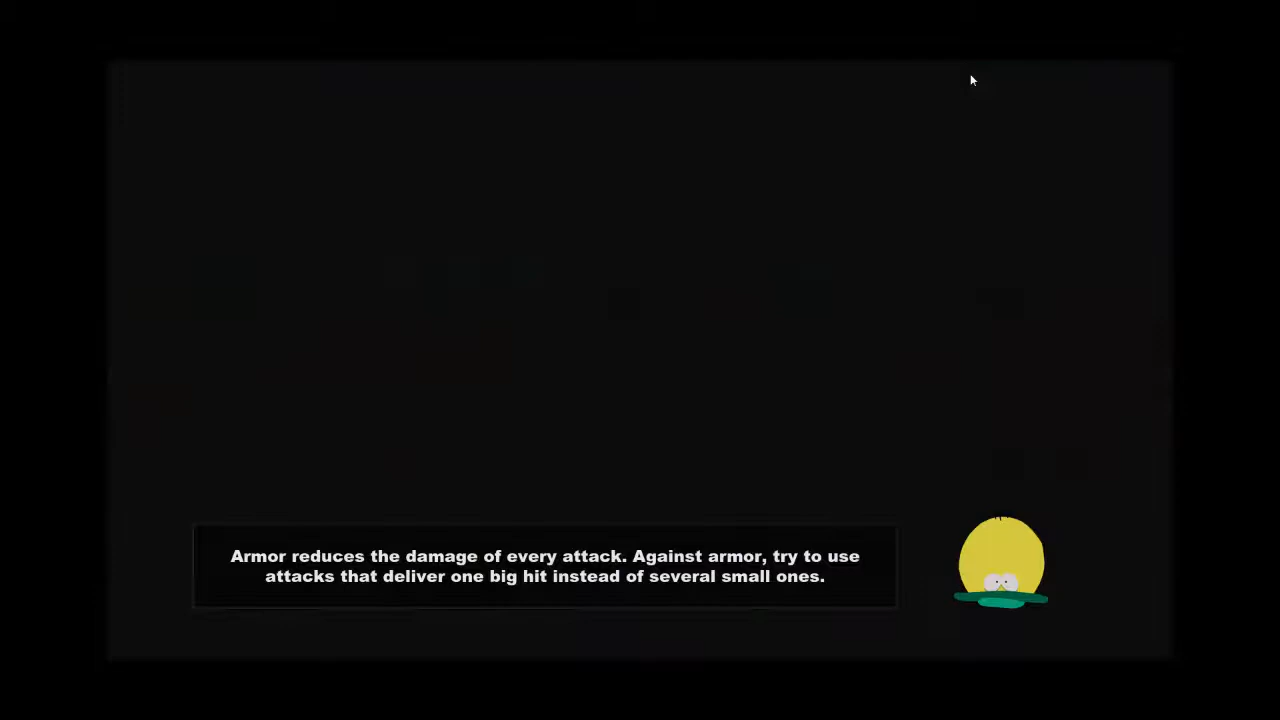 Armor reduces the damage of every attack. Against armor, try to use
attacks that deliver one big hit instead of several small ones.